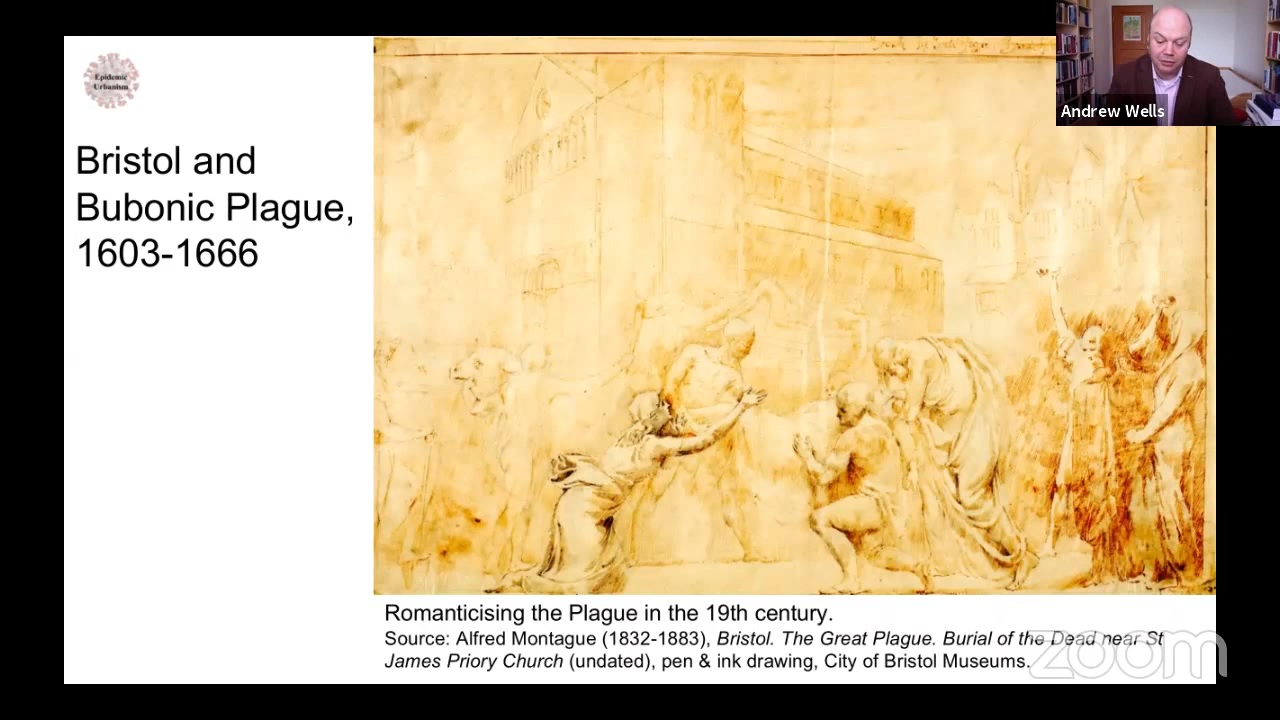 Epidemic
Urbanism
Bristol and
Bubonic Plague,
1603-1666
Andrew Wells
Romanticising the Plague in the 19th century.
Source: Alfred Montague (1832-1883), Bristol. The Great Plague. Burial of the Dead near St
James Priory Church (undated), pen & ink drawing, City of Bristol Museums.
zoom